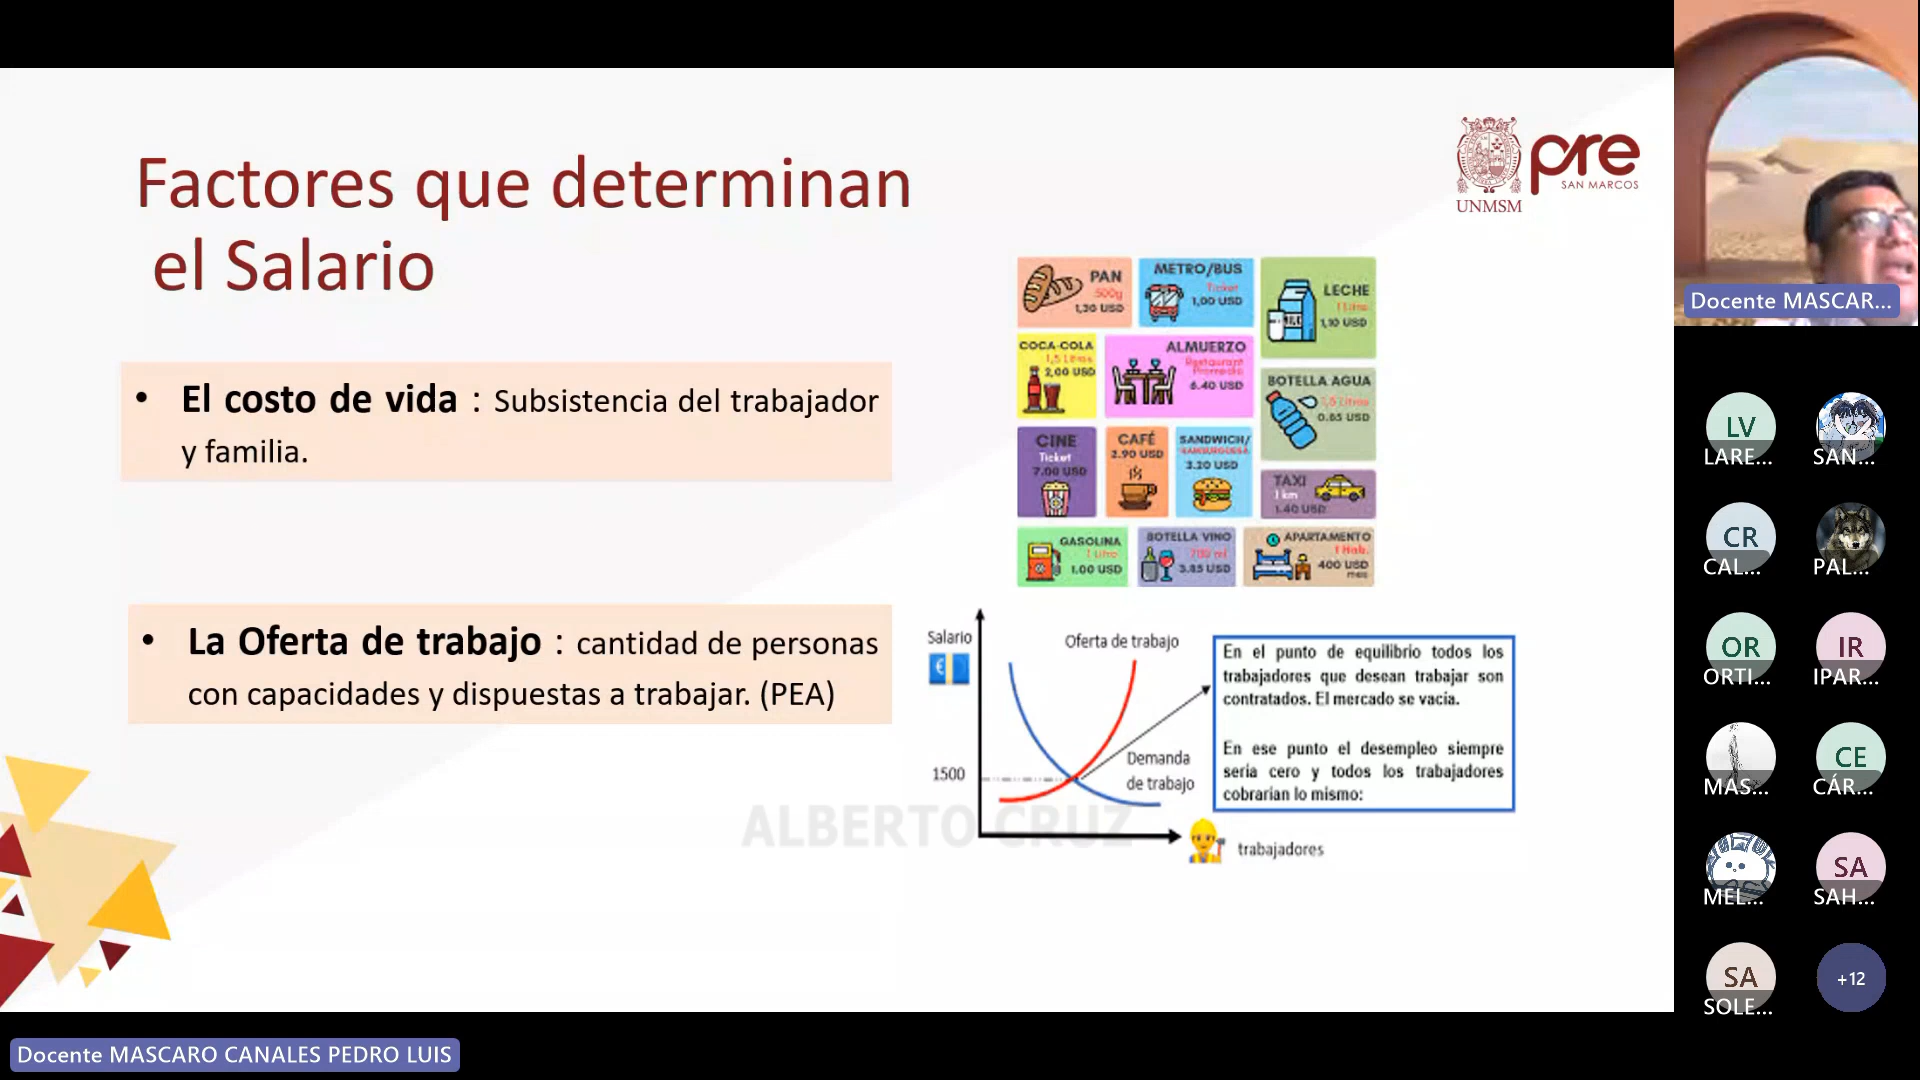 Factores que determinan
el Salario
UNMSM
pre
SAN MARCOS
• El costo de vida : Subsistencia del trabajador
y familia.
• La Oferta de trabajo : cantidad de personas
con capacidades y dispuestas a trabajar. (PEA)
PAN
500g
1,30 USD
METRO/BUS
Ticket
1,00 USD
LECHE
1 Litro
1,10 USD
COCA-COLA
1,5 Litros
2,00 USD
ALMUERZO
Restaurant
Promedio
6.40 USD
BOTELLA AGUA
1,5 Litros
0.85 USD
CINE
Ticket
7.00 USD
CAFÉ
2.90 USD
SANDWICH/
HAMBURGUESA
3.20 USD
TAXI
1 km
1.40 USD
GASOLINA
1 Litro
1.00 USD
BOTELLA VINO
700 ml
3.85 USD
APARTAMENTO
1 Hab.
400 USD
mes
Salario
Oferta de trabajo
1500
Demanda
de trabajo
trabajadores
En el punto de equilibrio todos los
trabajadores que desean trabajar son
contratados. El mercado se vacía.
En ese punto el desempleo siempre
sería cero y todos los trabajadores
cobrarían lo mismo:
ALBERTO CRUZ
Docente MASCAR...
LV
LARE...
SAN...
CR
CAL...
PAL...
OR
ORTI...
IR
IPAR...
MAS...
CE
CÁR...
MEL...
SA
SAH...
SA
SOLE...
+12
Docente MASCARO CANALES PEDRO LUIS